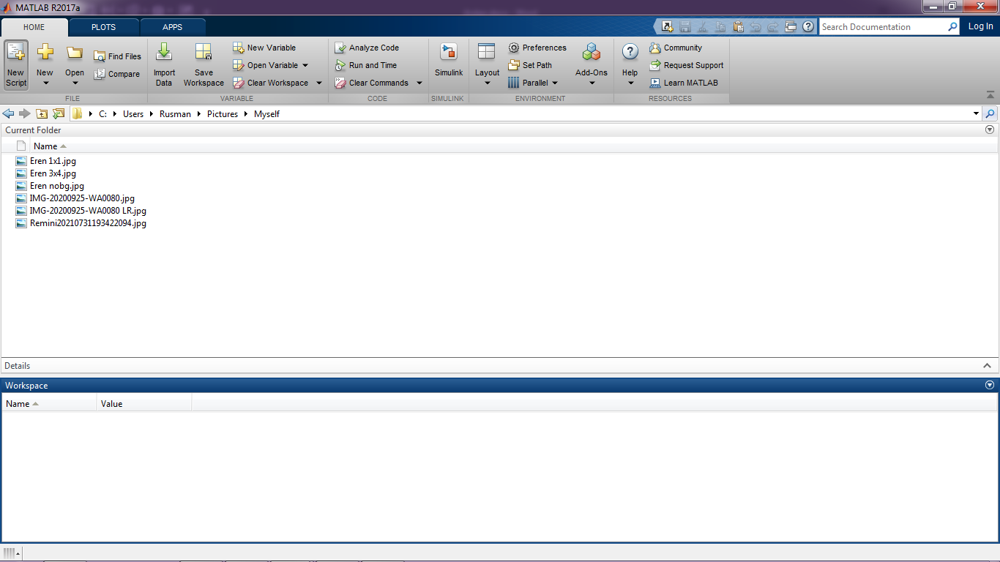 MATLAB R2017a
HOME PLOTS APPS
Search Documentation
Log In
New Script
New
Open
Find Files
Compare
FILE
Import Data
Save Workspace
New Variable
Open Variable
Clear Workspace
VARIABLE
Analyze Code
Run and Time
Clear Commands
CODE
Simulink
SIMULINK
Layout
Preferences
Set Path
Parallel
Add-Ons
ENVIRONMENT
Help
Community
Request Support
Learn MATLAB
RESOURCES
C: Users Rusman Pictures Myself
Current Folder
Name
Eren 1x1.jpg
Eren 3x4.jpg
Eren nobg.jpg
IMG-20200925-WA0080.jpg
IMG-20200925-WA0080 LR.jpg
Remini20210731193422094.jpg
Details
Workspace
Name Value